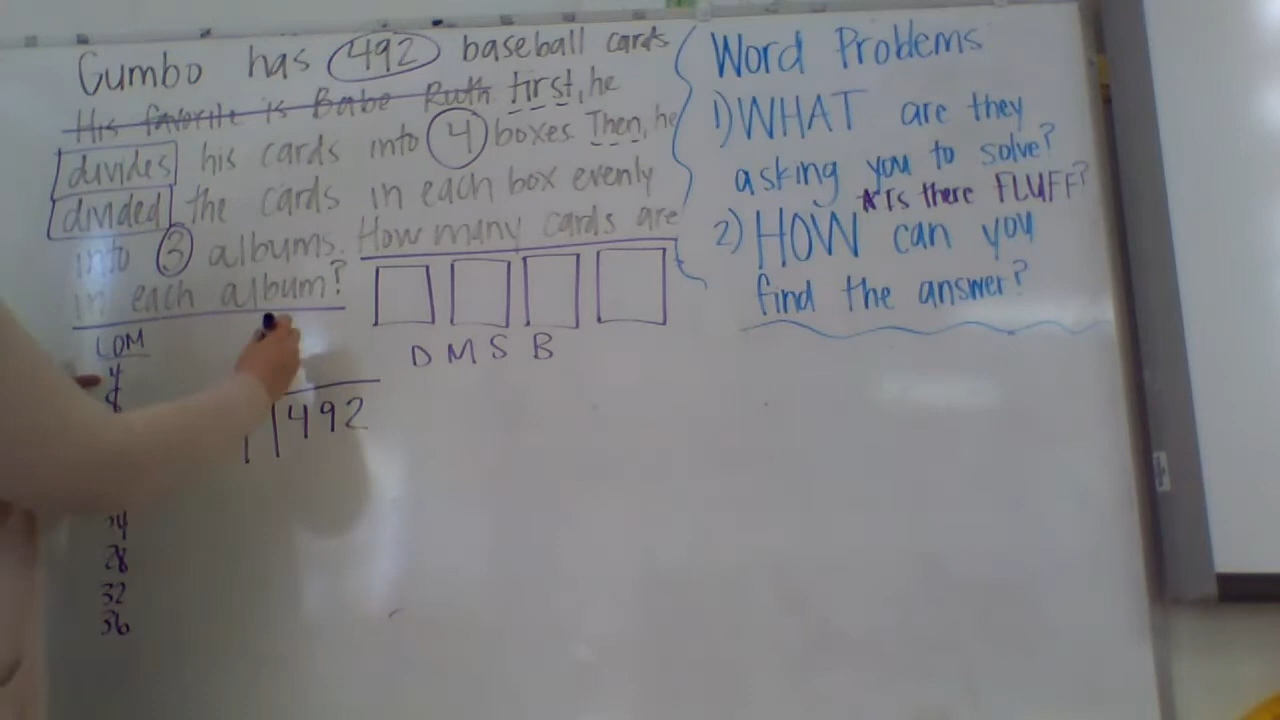 Gumbo has 492 baseball cards
His favorite is Babe Ruth first, he
divides his cards into 4 boxes. Then, he
divided the cards in each box evenly
into 3 albums. How many cards are
in each album?
LOM
4
8
24
28
32
36
492
D M S B
Word Problems
1) WHAT are they
asking you to solve?
*Is there FLUFF?
2) HOW can you
find the answer?